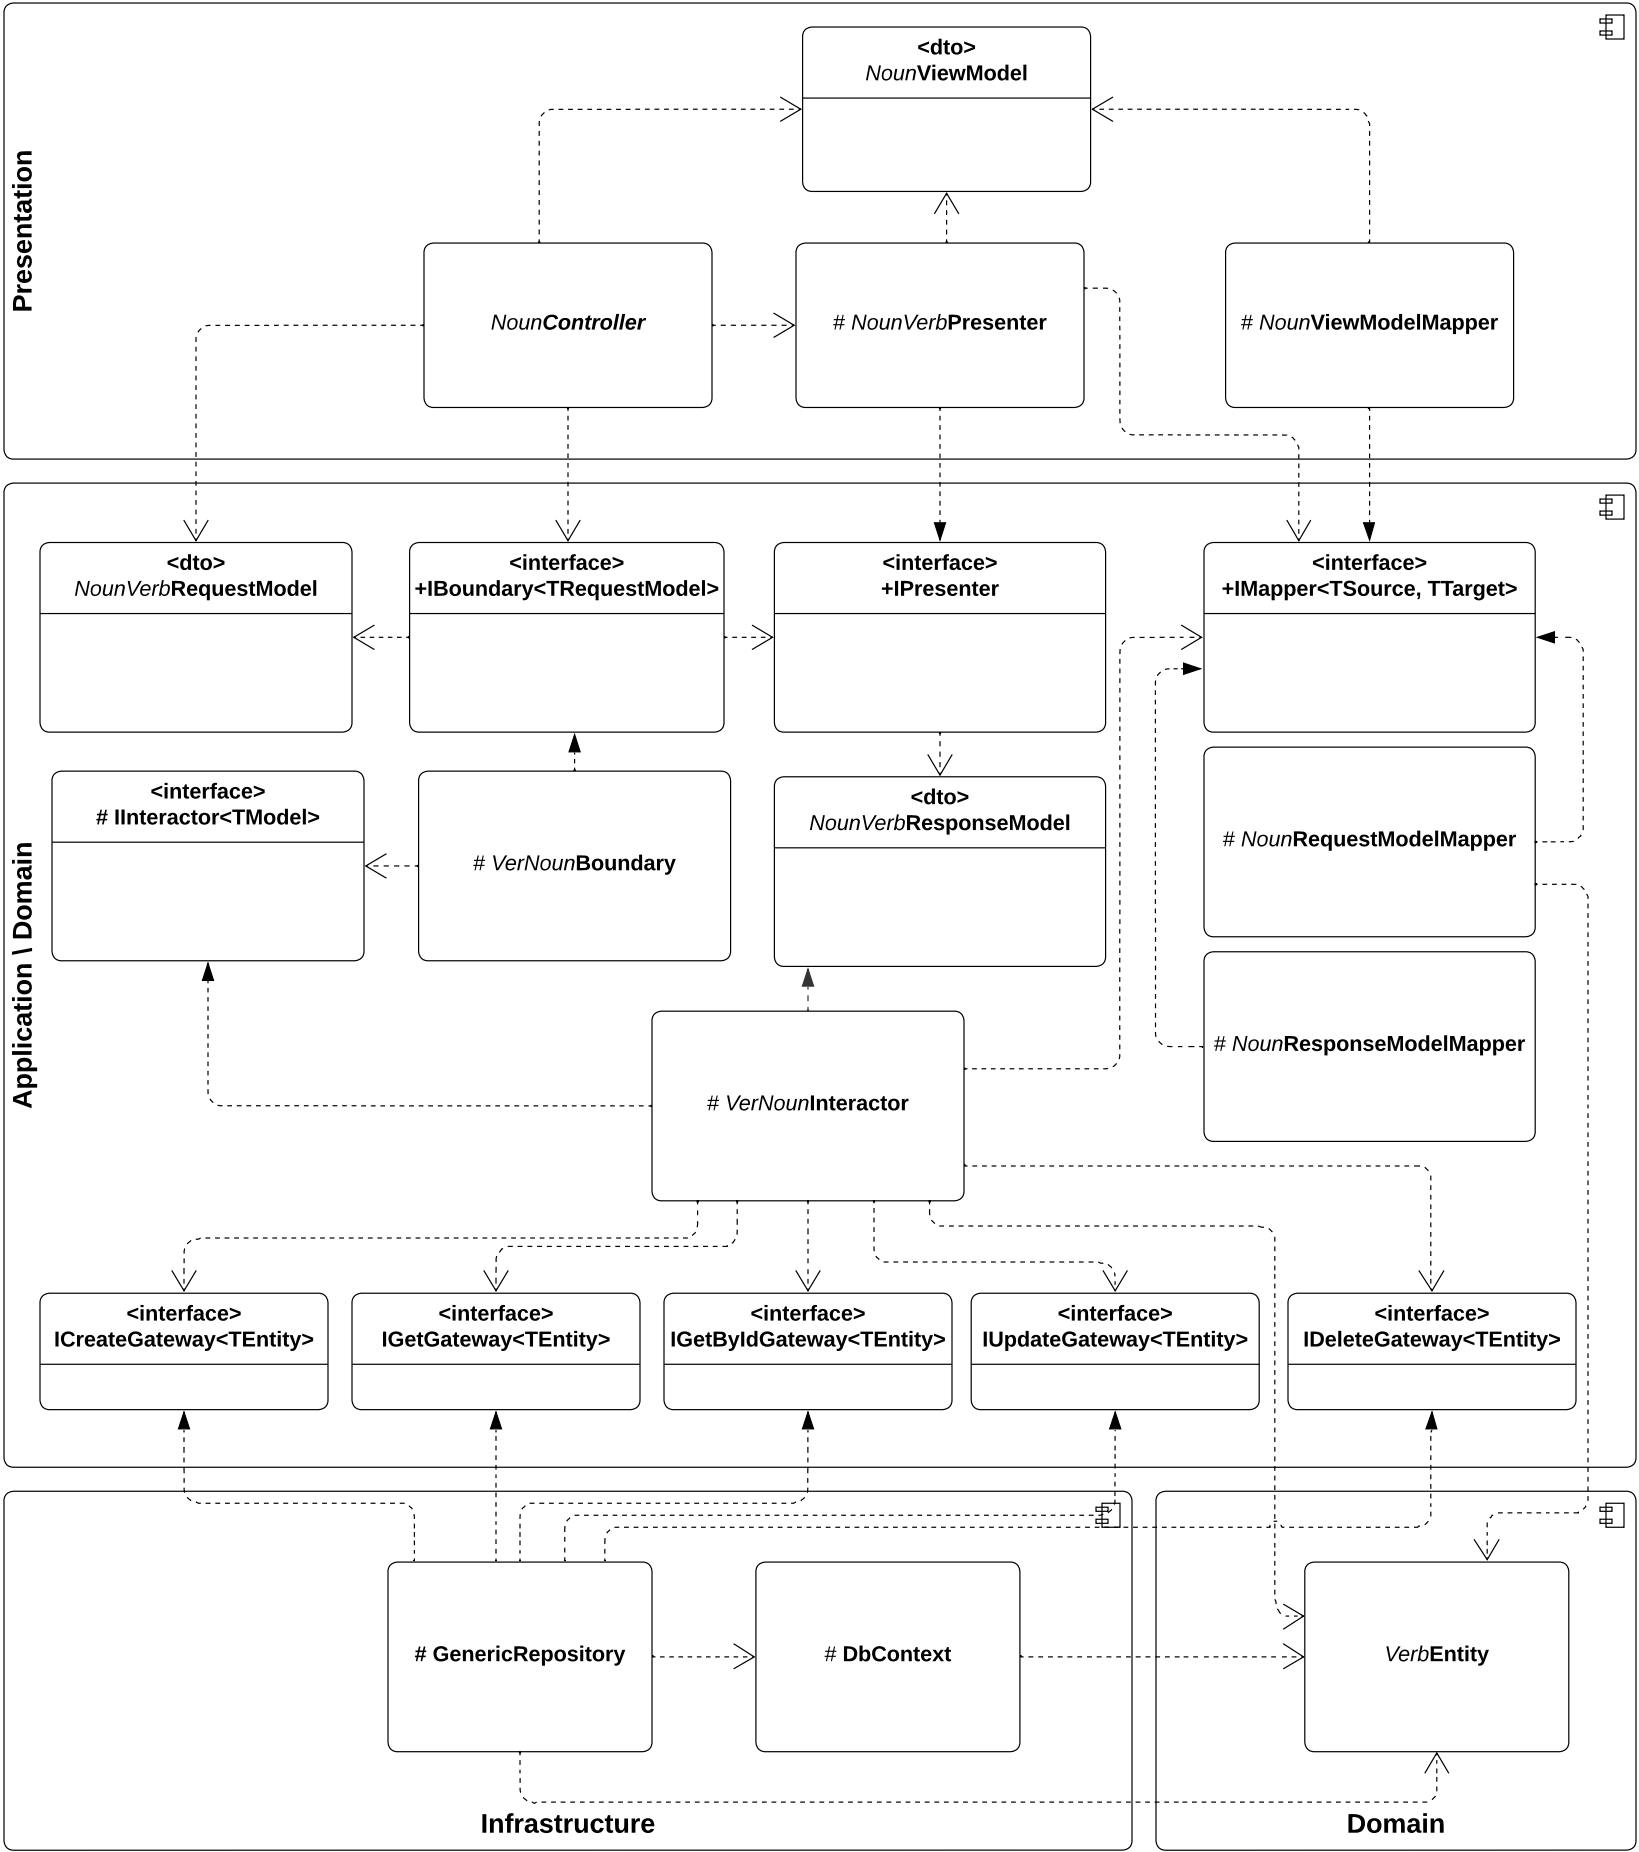 <dto>
NounViewModel
Presentation
NounController
# NounVerbPresenter
# NounViewModelMapper
<dto>
NounVerbRequestModel
<interface>
+IBoundary<TRequestModel>
<interface>
+IPresenter
<interface>
+IMapper<TSource, TTarget>
Application \ Domain
<interface>
# IInteractor<TModel>
# VerNounBoundary
<dto>
NounVerbResponseModel
# NounRequestModelMapper
# NounResponseModelMapper
# VerNounInteractor
<interface>
ICreateGateway<TEntity>
<interface>
IGetGateway<TEntity>
<interface>
IGetByIdGateway<TEntity>
<interface>
IUpdateGateway<TEntity>
<interface>
IDeleteGateway<TEntity>
# GenericRepository
# DbContext
VerbEntity
Infrastructure
Domain